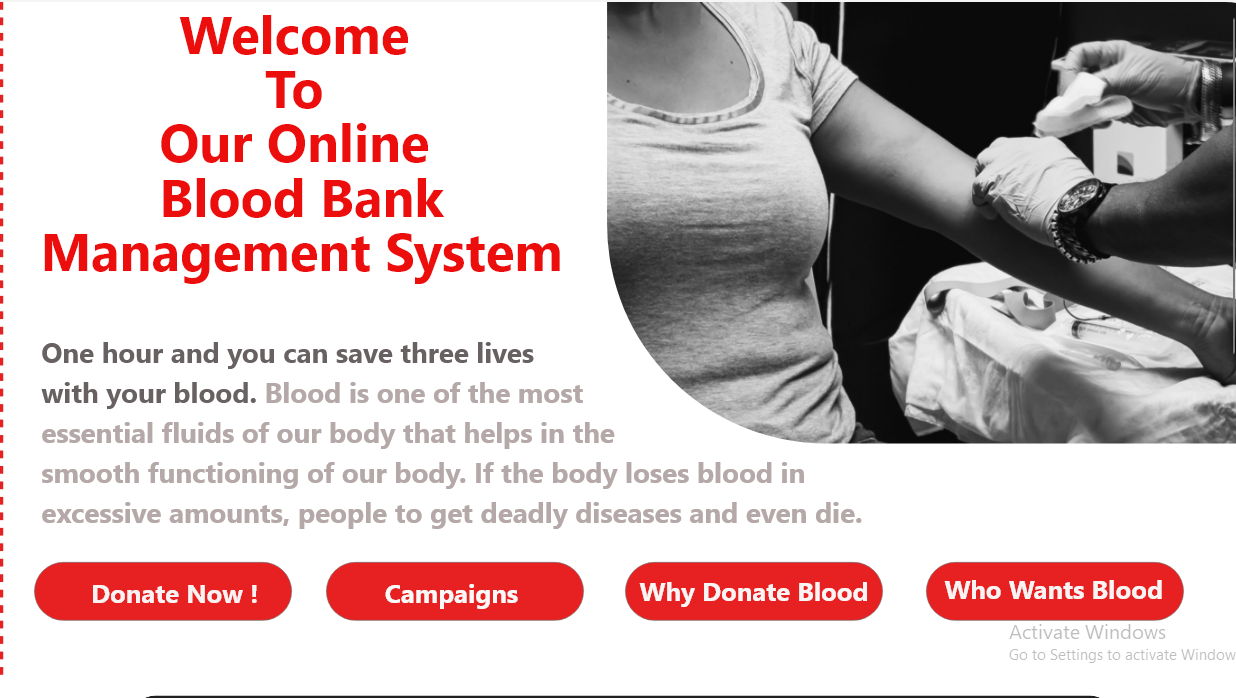 Welcome
To
Our Online
Blood Bank
Management System
One hour and you can save three lives
with your blood. Blood is one of the most
essential fluids of our body that helps in the
smooth functioning of our body. If the body loses blood in
excessive amounts, people to get deadly diseases and even die.
Donate Now !
Campaigns
Why Donate Blood
Who Wants Blood
Activate Windows
Go to Settings to activate Window